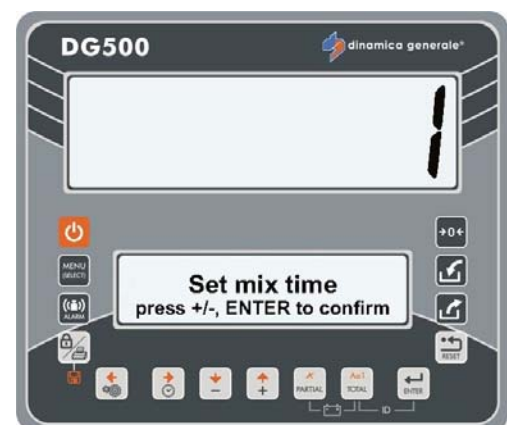 DG500
dinamica generale®
1
→0←
MENU
(SELECT)
Set mix time
press +/-, ENTER to confirm
ALARM
RESET
−
+
PARTIAL
TOTAL
ENTER
ID